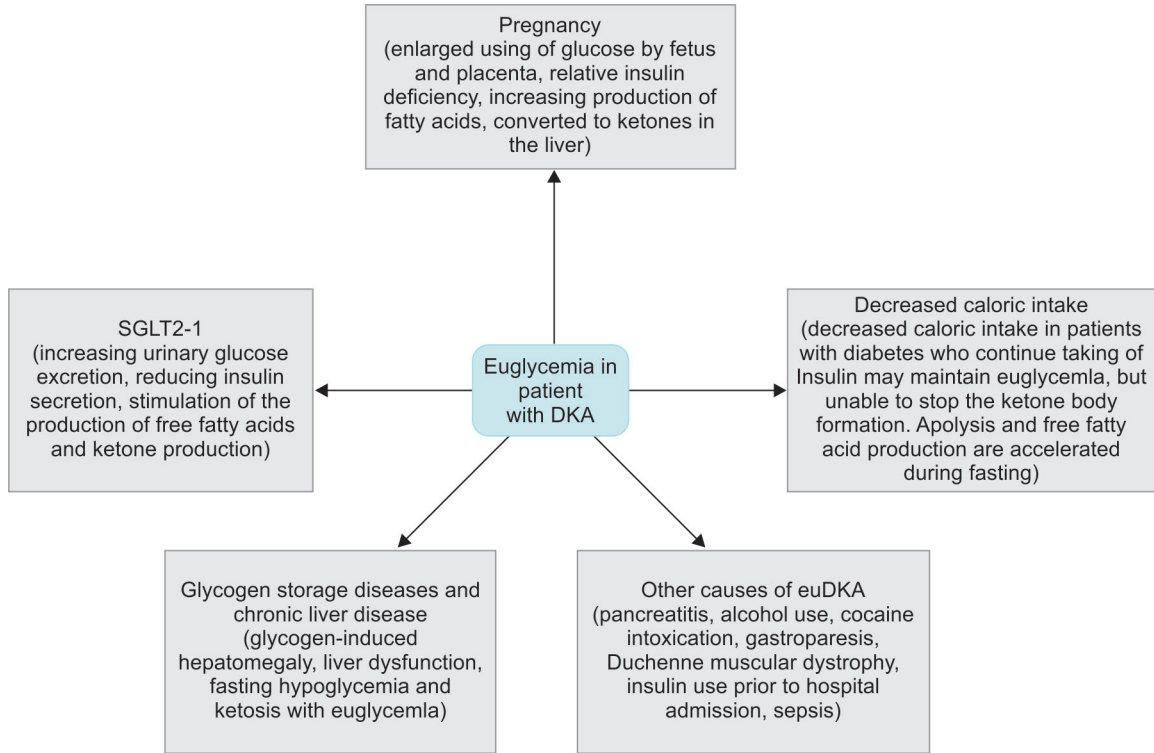 Pregnancy
(enlarged using of glucose by fetus
and placenta, relative insulin
deficiency, increasing production of
fatty acids, converted to ketones in
the liver)
SGLT2-1
(increasing urinary glucose
excretion, reducing insulin
secretion, stimulation of the
production of free fatty acids
and ketone production)
Euglycemia in
patient
with DKA
Decreased caloric intake
(decreased caloric intake in patients
with diabetes who continue taking of
Insulin may maintain euglycemla, but
unable to stop the ketone body
formation. Apolysis and free fatty
acid production are accelerated
during fasting)
Glycogen storage diseases and
chronic liver disease
(glycogen-induced
hepatomegaly, liver dysfunction,
fasting hypoglycemia and
ketosis with euglycemla)
Other causes of euDKA
(pancreatitis, alcohol use, cocaine
intoxication, gastroparesis,
Duchenne muscular dystrophy,
insulin use prior to hospital
admission, sepsis)